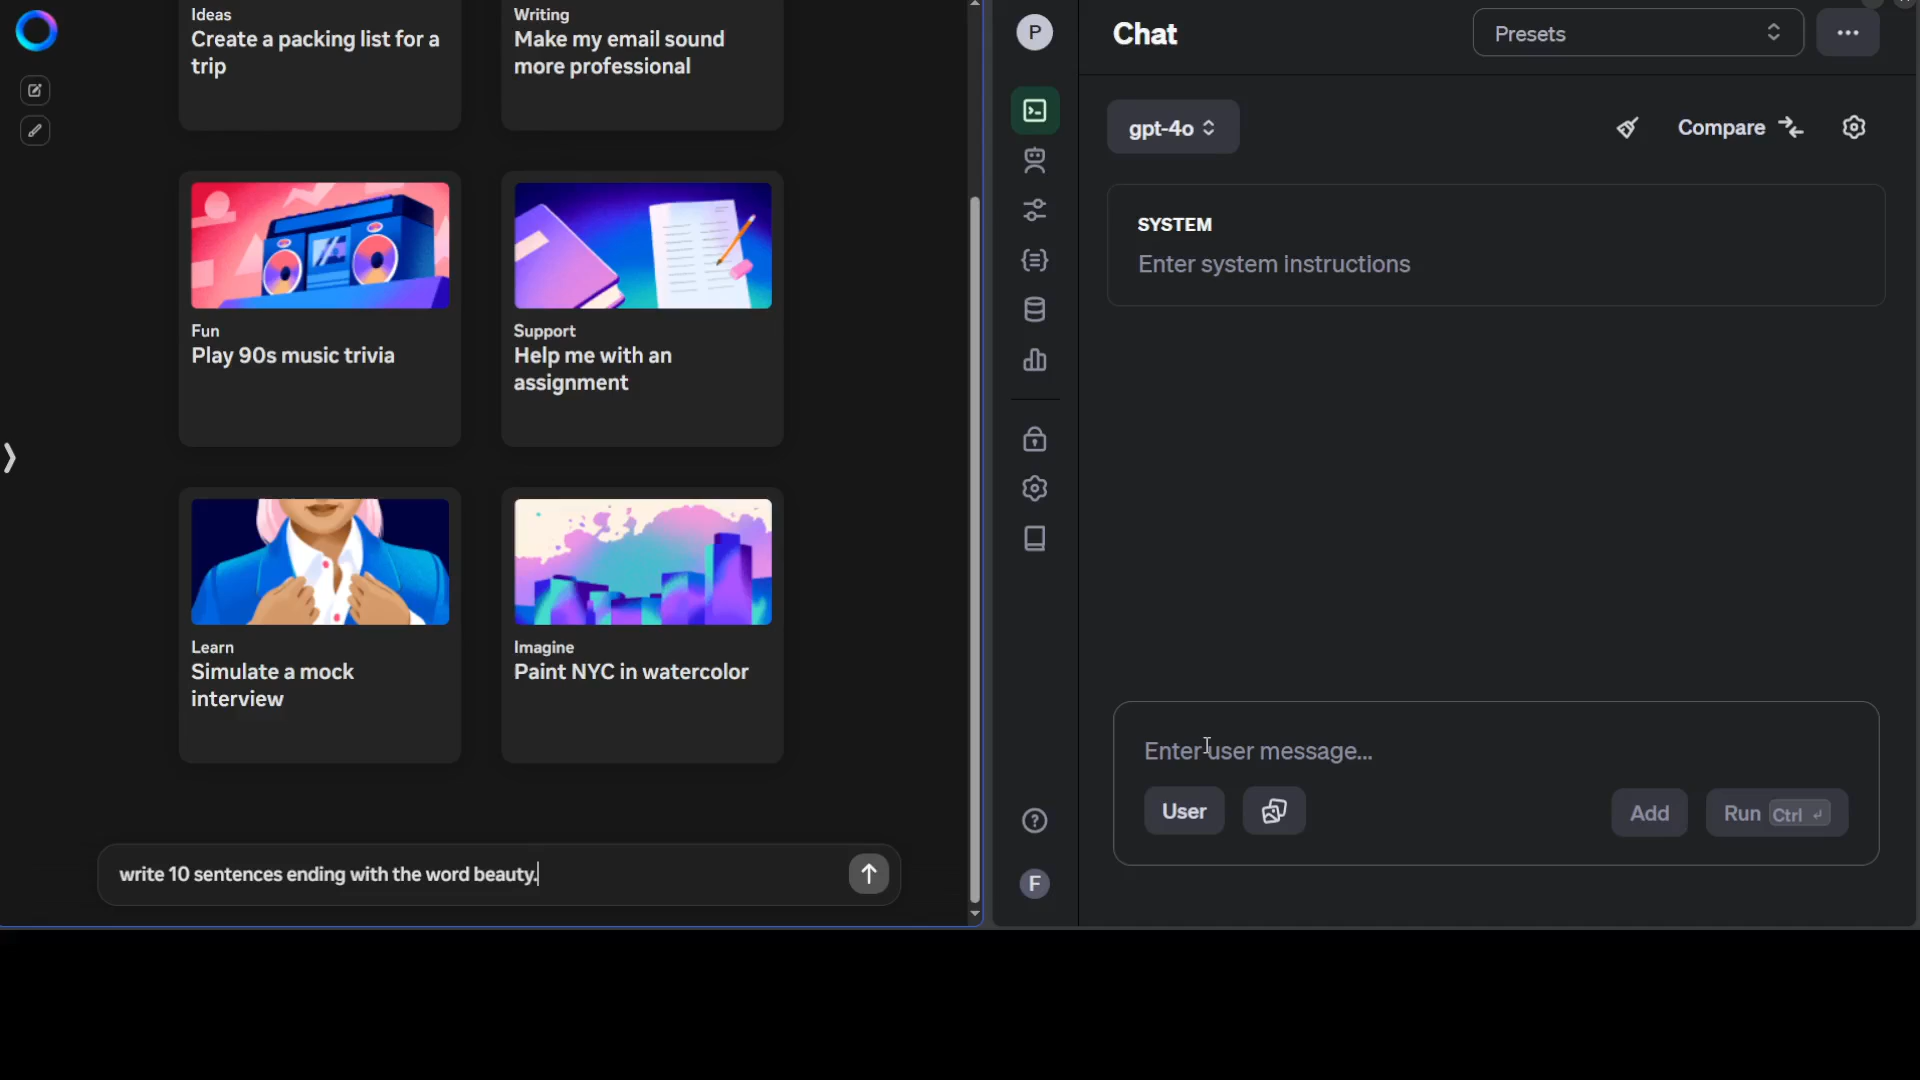 Ideas
Create a packing list for a
trip
Writing
Make my email sound
more professional
Fun
Play 90s music trivia
Support
Help me with an
assignment
Learn
Simulate a mock
interview
Imagine
Paint NYC in watercolor
write 10 sentences ending with the word beauty.
P
Chat
Presets
gpt-4o
Compare
SYSTEM
Enter system instructions
Enter user message...
User
Add
Run Ctrl ↵
F